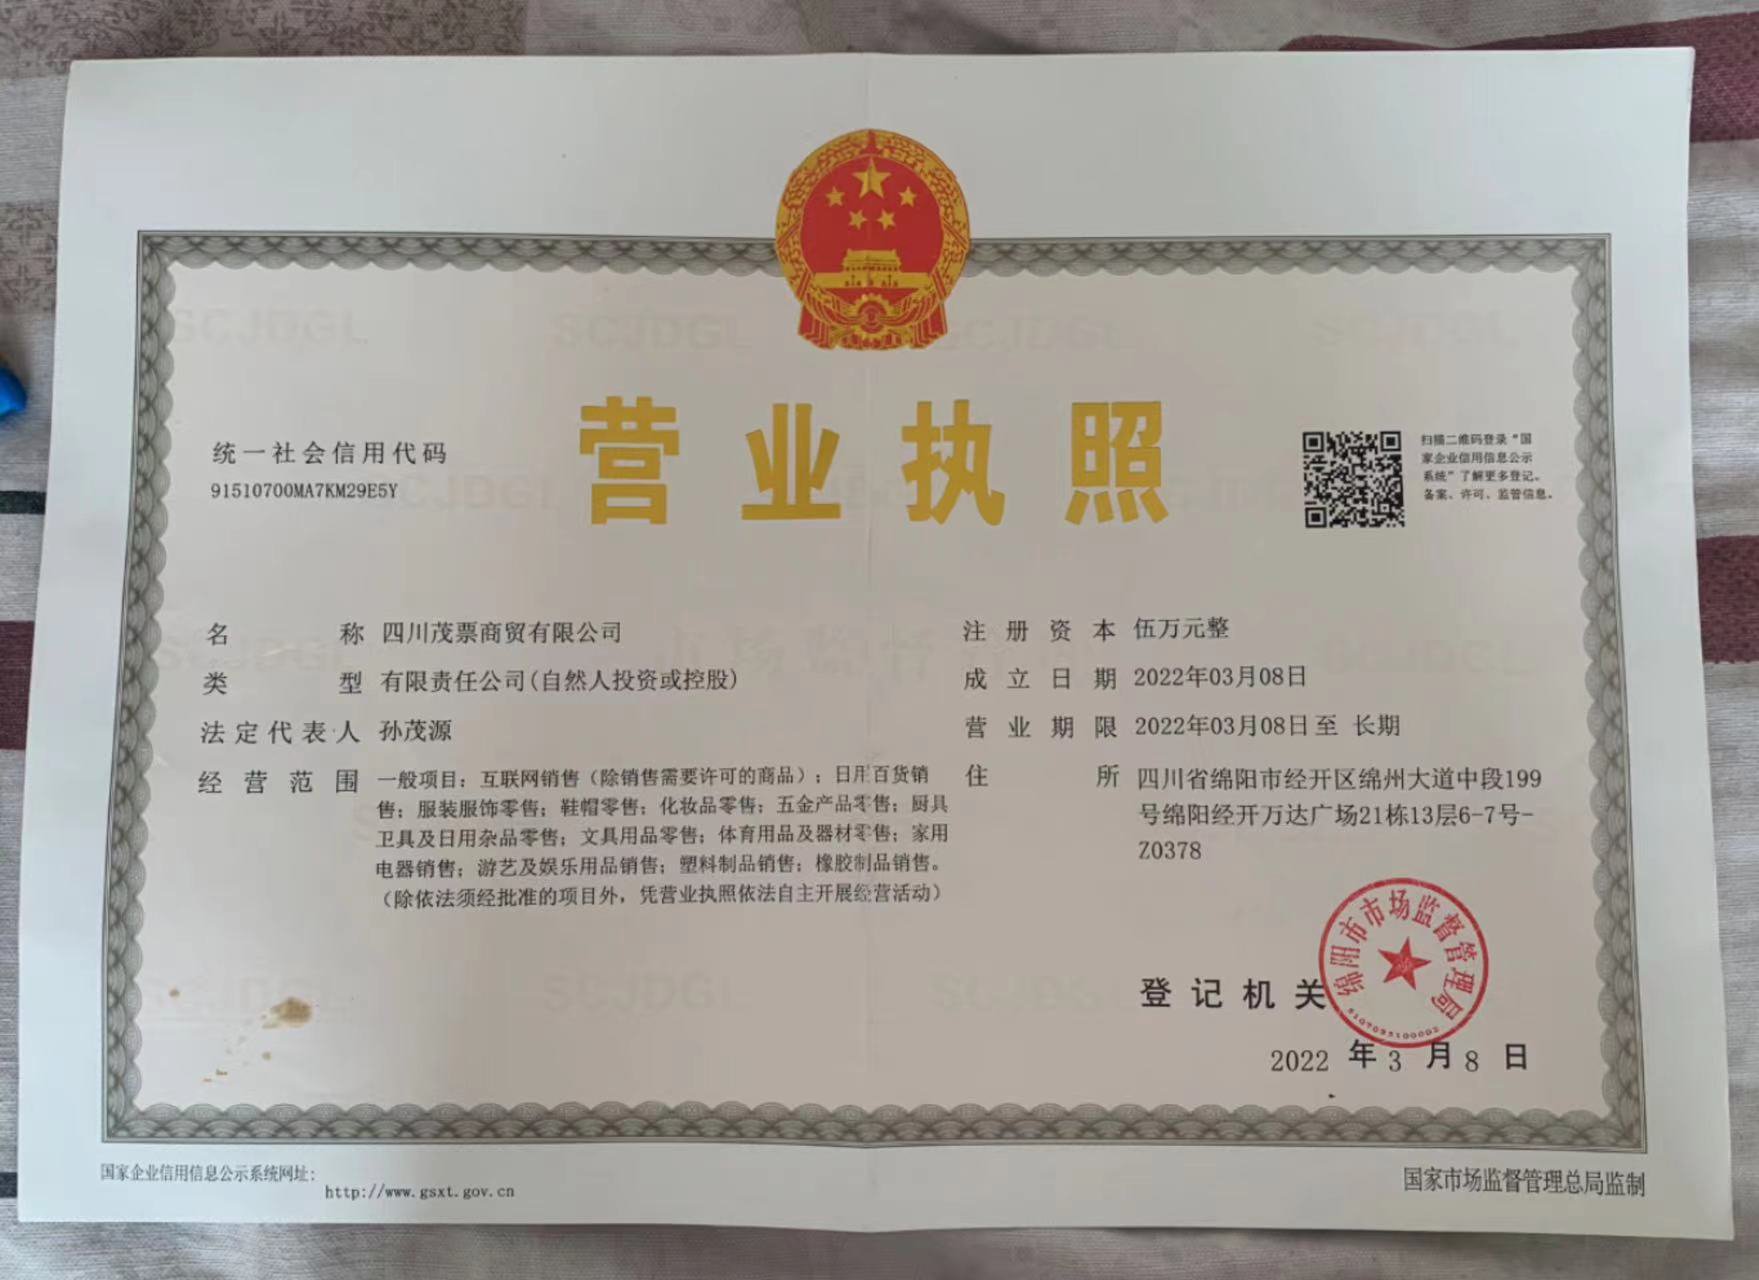 营业执照
统一社会信用代码
91510700MA7KM29E5Y
扫描二维码登录“国
家企业信用信息公示
系统”了解更多登记、
备案、许可、监管信息。
名称 四川茂票商贸有限公司
类型 有限责任公司(自然人投资或控股)
法定代表人 孙茂源
经营范围 一般项目：互联网销售（除销售需要许可的商品）；日用百货销
售；服装服饰零售；鞋帽零售；化妆品零售；五金产品零售；厨具
卫具及日用杂品零售；文具用品零售；体育用品及器材零售；家用
电器销售；游艺及娱乐用品销售；塑料制品销售；橡胶制品销售。
（除依法须经批准的项目外，凭营业执照依法自主开展经营活动）
注册资本 伍万元整
成立日期 2022年03月08日
营业期限 2022年03月08日至 长期
住所 四川省绵阳市经开区绵州大道中段199
号绵阳经开万达广场21栋13层6-7号-
Z0378
登记机关
绵阳市市场监督管理局
2022 年 3 月 8 日
国家企业信用信息公示系统网址：
http://www.gsxt.gov.cn
国家市场监督管理总局监制
SCJDGL SCJDGL SCJDGL SCJDGL